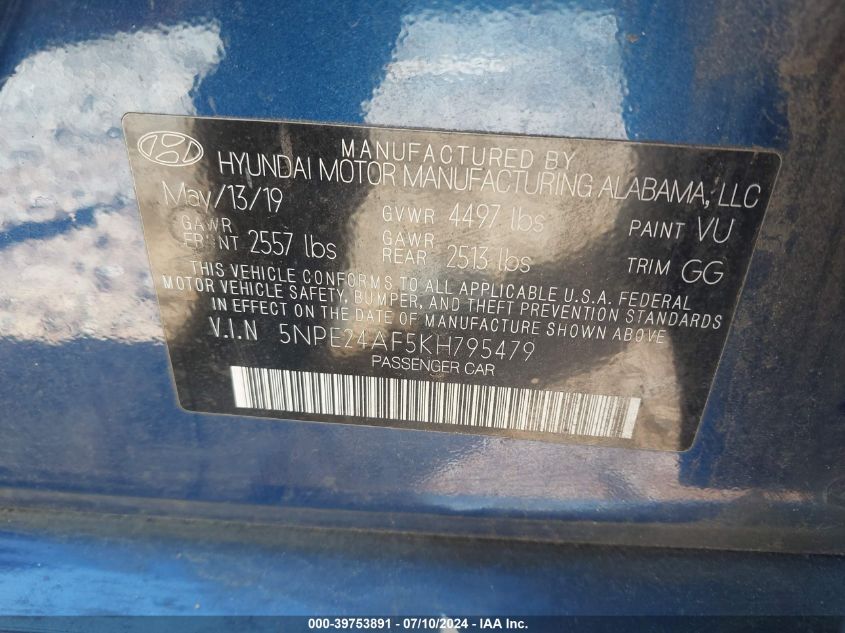 MANUFACTURED BY
HYUNDAI MOTOR MANUFACTURING ALABAMA, LLC
May/13/19 GVWR 4497 lbs PAINT VU
GAWR FRNT 2557 lbs GAWR REAR 2513 lbs TRIM GG
THIS VEHICLE CONFORMS TO ALL APPLICABLE U.S.A. FEDERAL
MOTOR VEHICLE SAFETY, BUMPER, AND THEFT PREVENTION STANDARDS
IN EFFECT ON THE DATE OF MANUFACTURE SHOWN ABOVE
V.I.N 5NPE24AF5KH795479
PASSENGER CAR
000-39753891 - 07/10/2024 - IAA Inc.